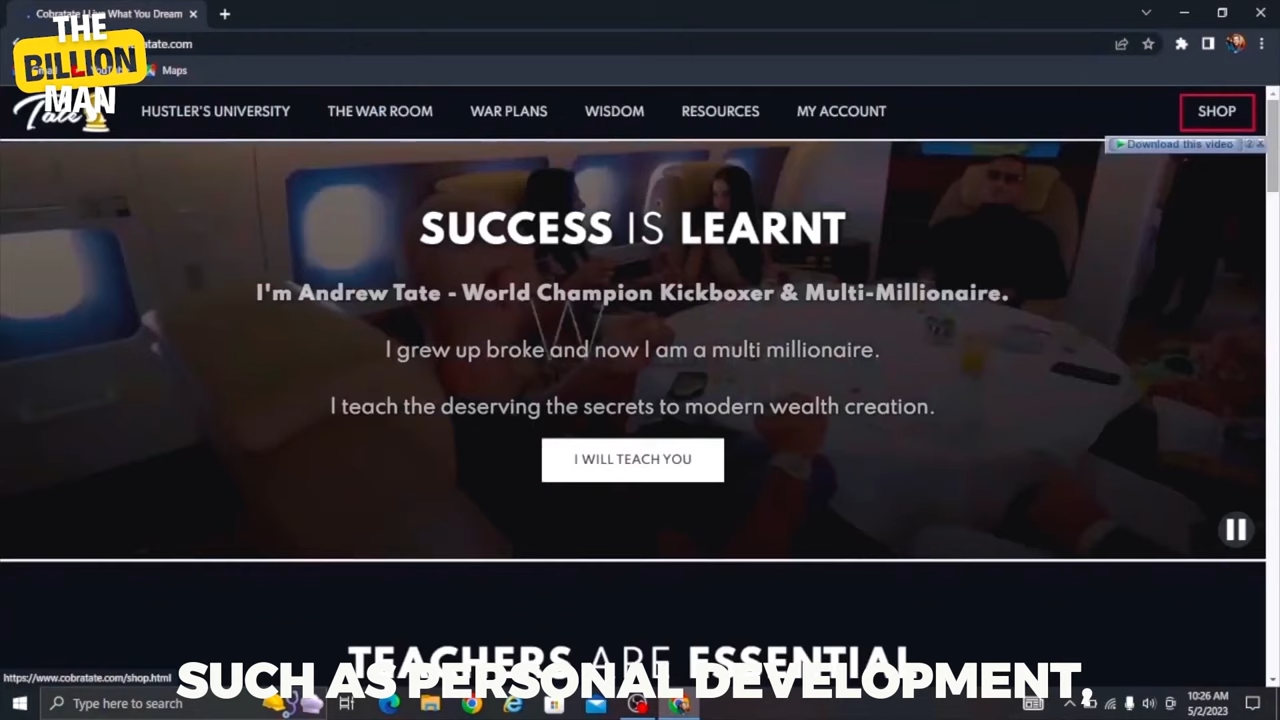 Cobratate | Live What You Dream
THE
BILLION
MAN
tate.com
Maps
Tate
HUSTLER'S UNIVERSITY
THE WAR ROOM
WAR PLANS
WISDOM
RESOURCES
MY ACCOUNT
SHOP
Download this video
SUCCESS IS LEARNT
I'm Andrew Tate - World Champion Kickboxer & Multi-Millionaire.
I grew up broke and now I am a multi millionaire.
I teach the deserving the secrets to modern wealth creation.
I WILL TEACH YOU
TEACHERS ARE ESSENTIAL
SUCH AS PERSONAL DEVELOPMENT,
https://www.cobratate.com/shop.html
Type here to search
10:26 AM
5/2/2023